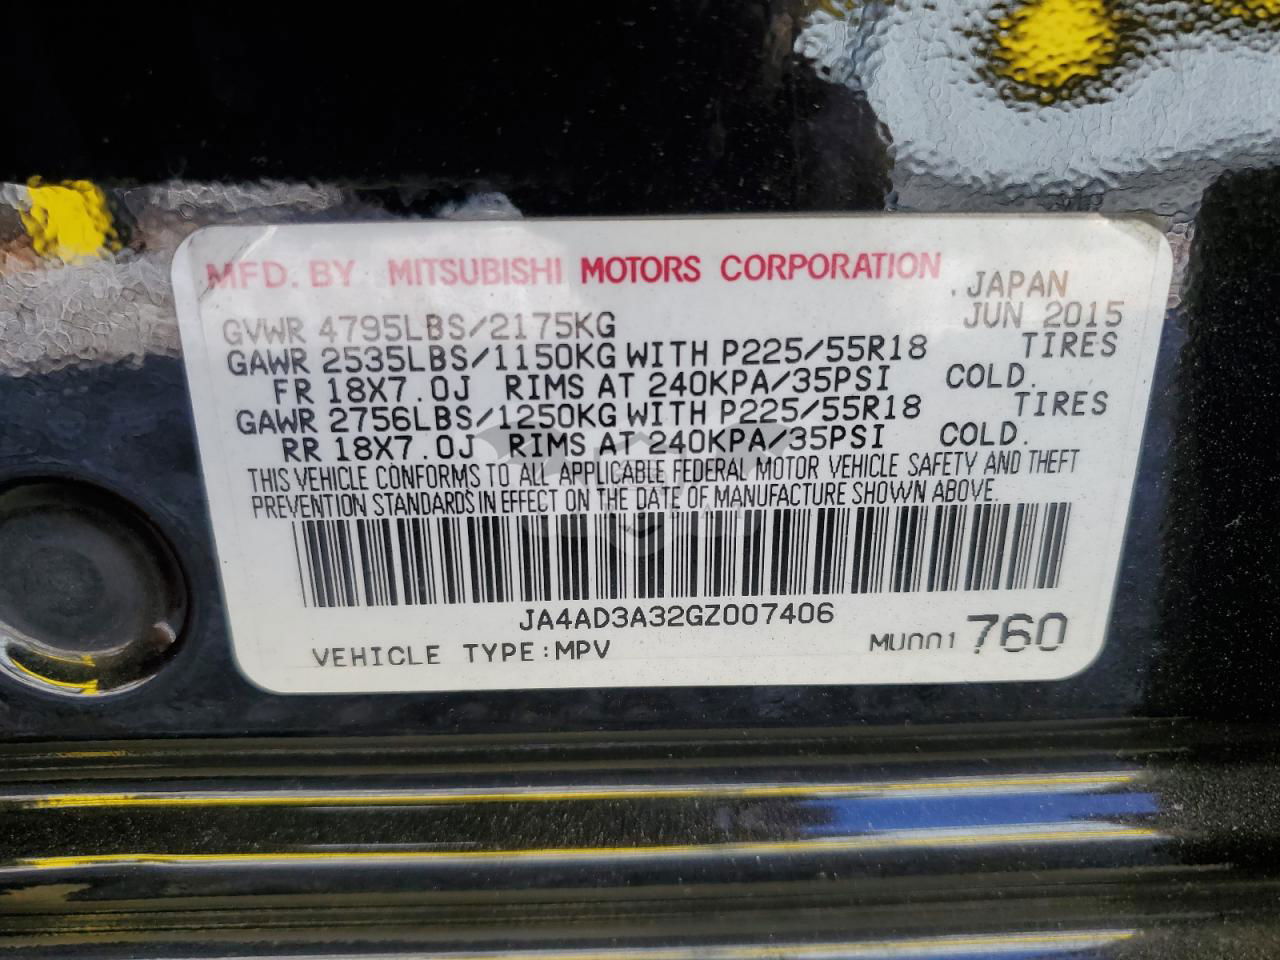 MFD. BY MITSUBISHI MOTORS CORPORATION . JAPAN
GVWR 4795LBS/2175KG JUN 2015
GAWR 2535LBS/1150KG WITH P225/55R18 TIRES
FR 18X7.0J RIMS AT 240KPA/35PSI COLD.
GAWR 2756LBS/1250KG WITH P225/55R18 TIRES
RR 18X7.0J RIMS AT 240KPA/35PSI COLD.
THIS VEHICLE CONFORMS TO ALL APPLICABLE FEDERAL MOTOR VEHICLE SAFETY AND THEFT
PREVENTION STANDARDS IN EFFECT ON THE DATE OF MANUFACTURE SHOWN ABOVE.
JA4AD3A32GZ007406
VEHICLE TYPE:MPV MU001 760